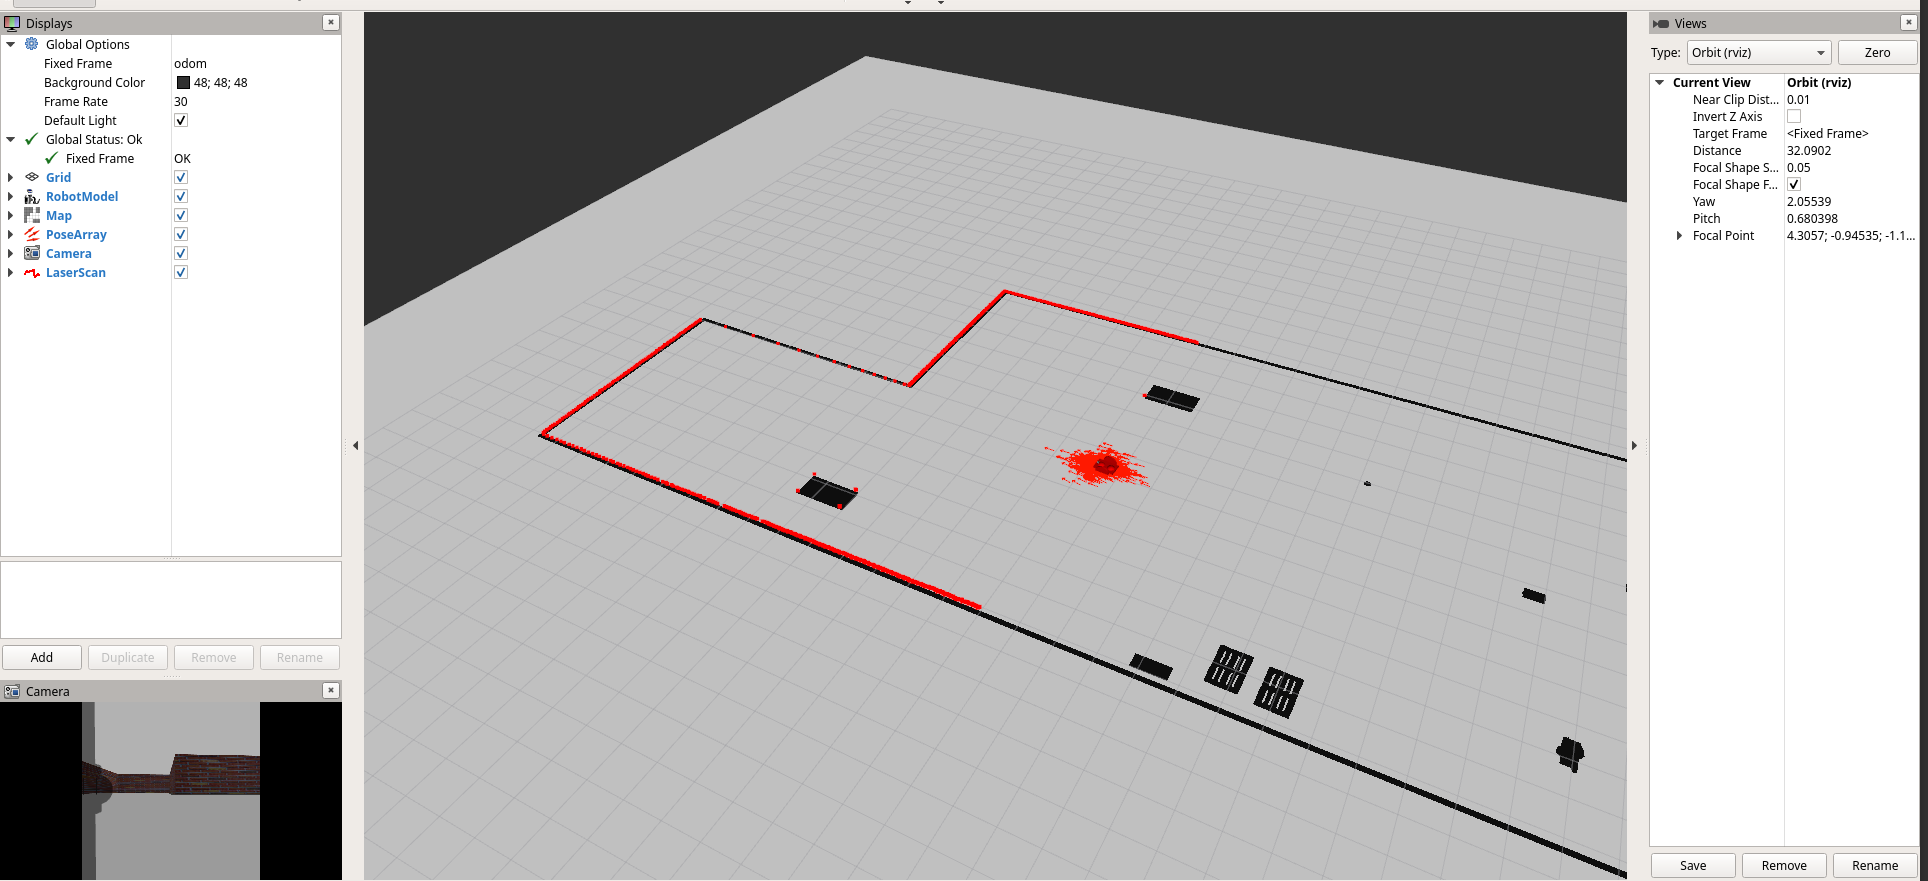 Displays
Global Options
Fixed Frame odom
Background Color 48; 48; 48
Frame Rate 30
Default Light
Global Status: Ok
Fixed Frame OK
Grid
RobotModel
Map
PoseArray
Camera
LaserScan
Add Duplicate Remove Rename
Camera
Views
Type: Orbit (rviz) Zero
Current View Orbit (rviz)
Near Clip Dist... 0.01
Invert Z Axis
Target Frame <Fixed Frame>
Distance 32.0902
Focal Shape S... 0.05
Focal Shape F...
Yaw 2.05539
Pitch 0.680398
Focal Point 4.3057; -0.94535; -1.1...
Save Remove Rename